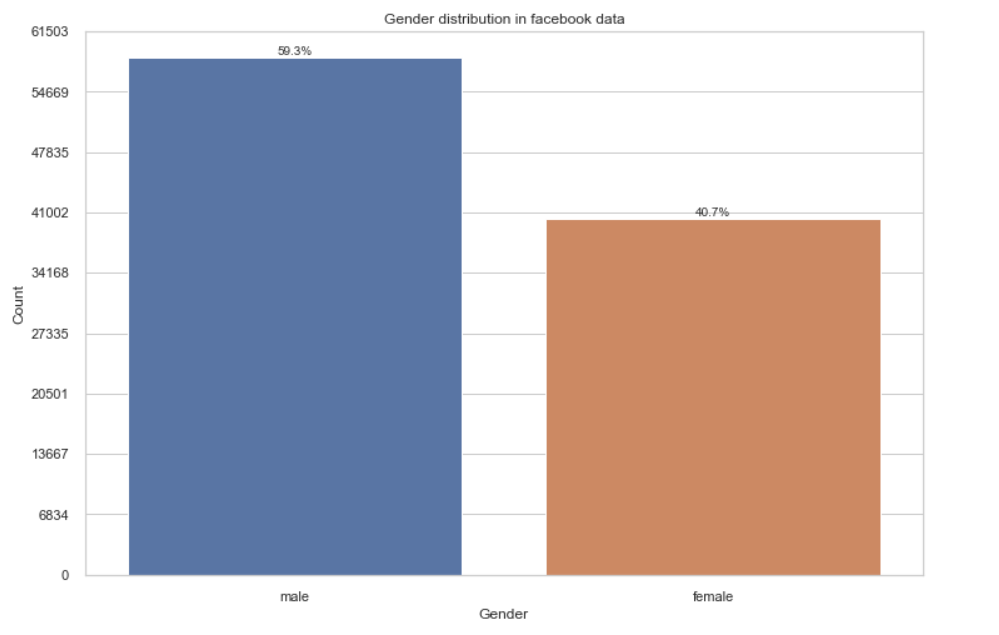 Gender distribution in facebook data
61503
59.3%
54669
47835
41002
40.7%
34168
Count
27335
20501
13667
6834
0
male
female
Gender